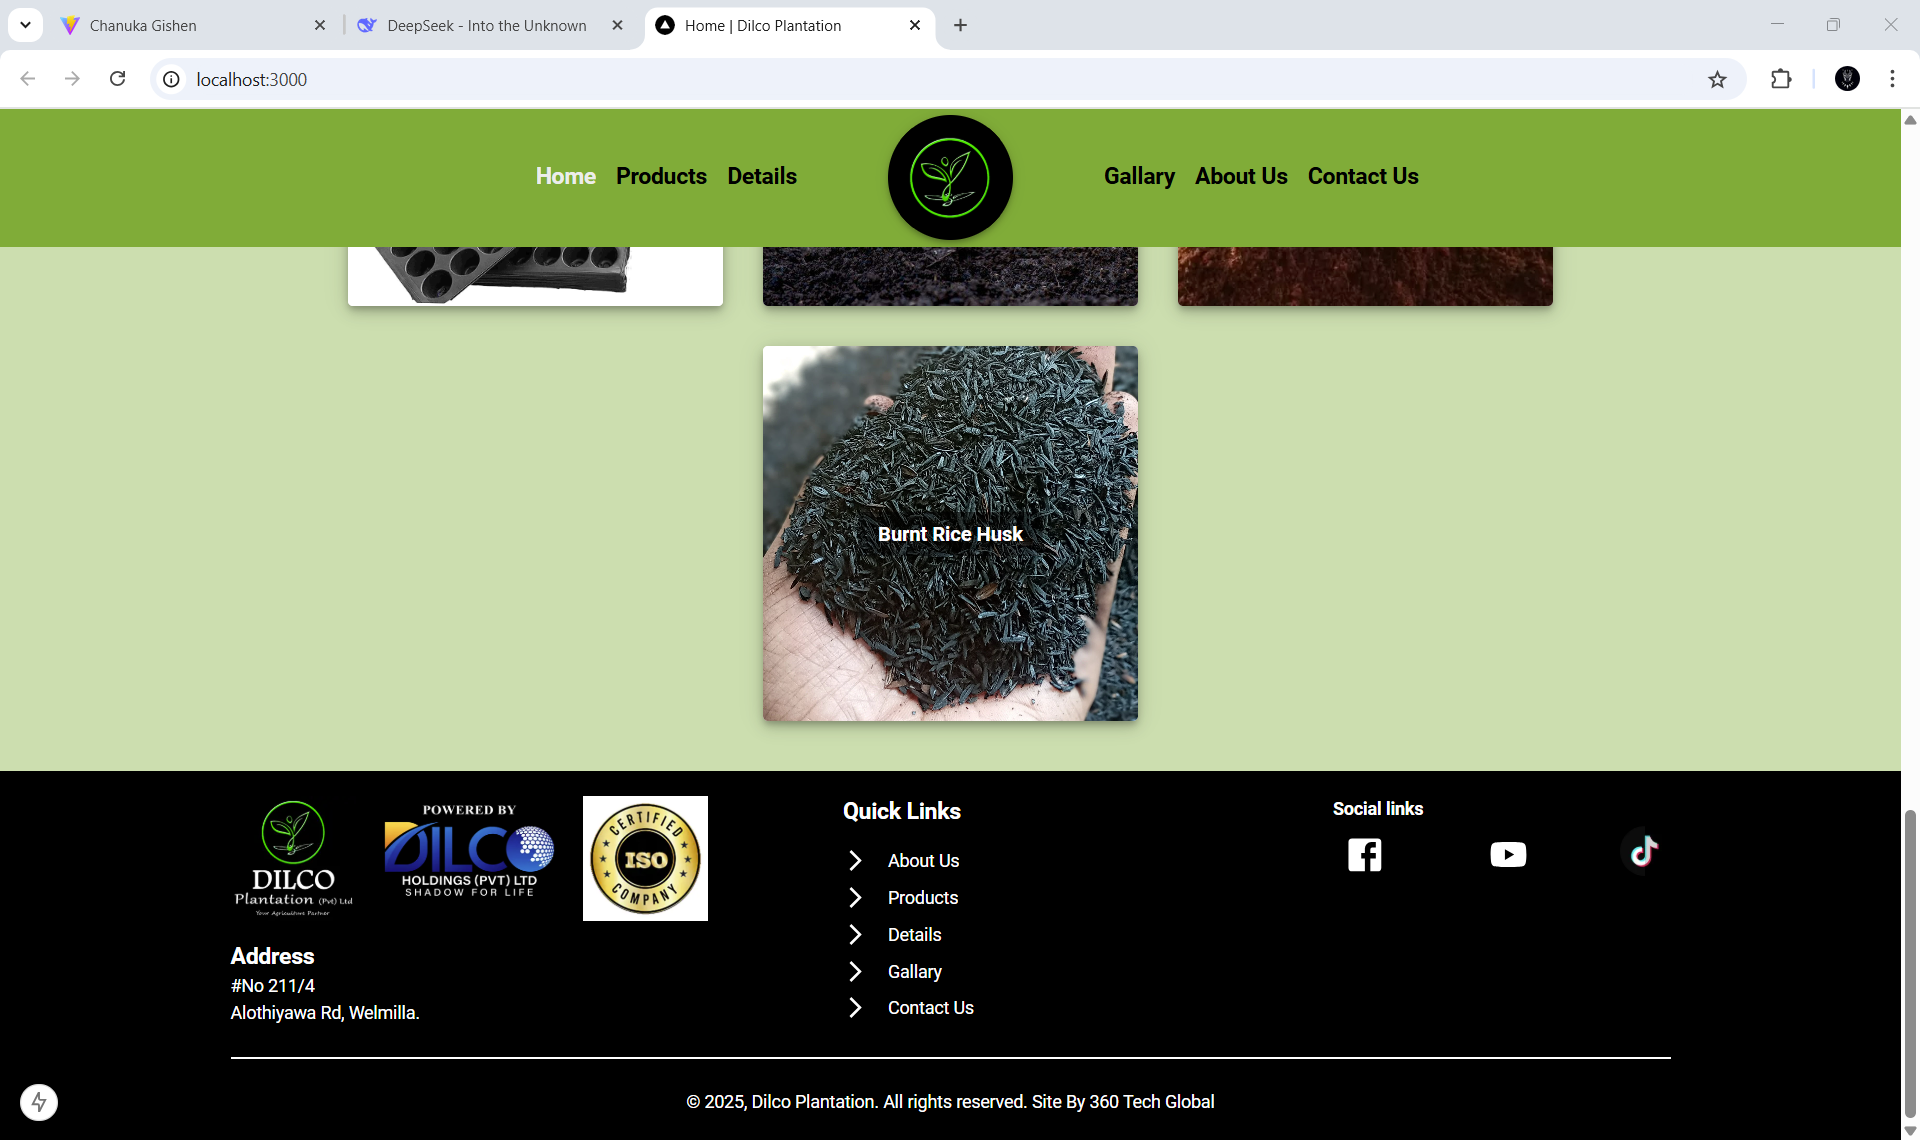 Chanuka Gishen
DeepSeek - Into the Unknown
Home | Dilco Plantation
localhost:3000
Home Products Details
Gallary About Us Contact Us
Burnt Rice Husk
DILCO
Plantation (Pvt) Ltd
Your Agriculture Partner
POWERED BY
DILCO
HOLDINGS (PVT) LTD
SHADOW FOR LIFE
CERTIFIED
ISO
COMPANY
Address
#No 211/4
Alothiyawa Rd, Welmilla.
Quick Links
About Us
Products
Details
Gallary
Contact Us
Social links
© 2025, Dilco Plantation. All rights reserved. Site By 360 Tech Global